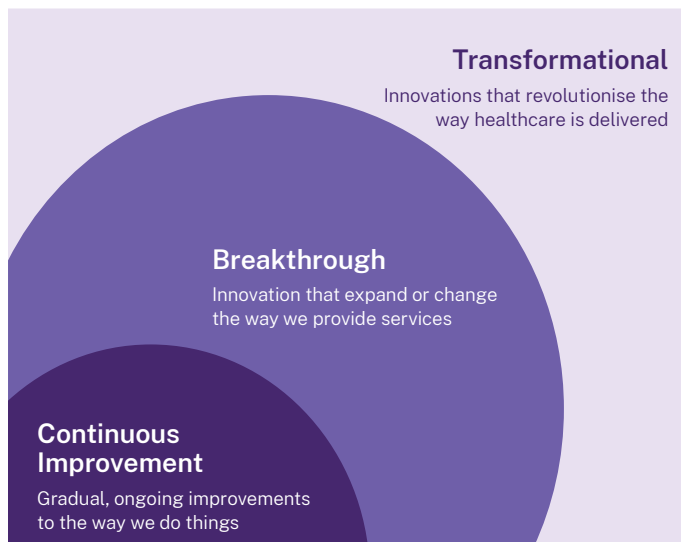 Transformational
Innovations that revolutionise the
way healthcare is delivered
Breakthrough
Innovation that expand or change
the way we provide services
Continuous
Improvement
Gradual, ongoing improvements
to the way we do things